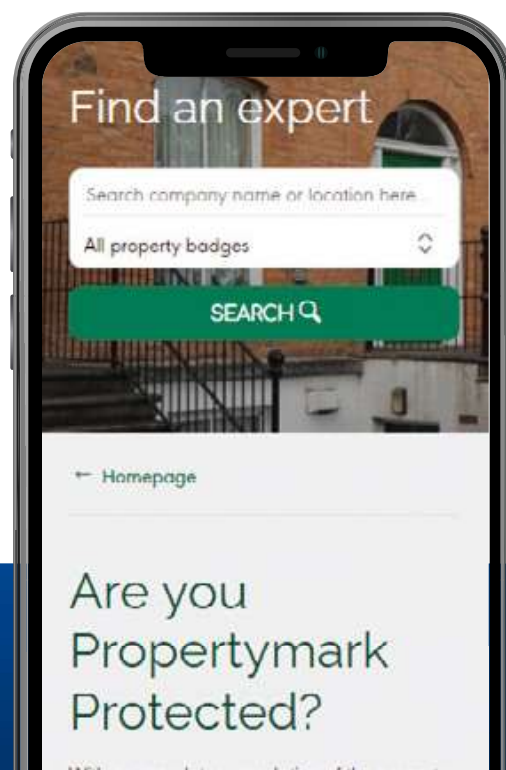 Find an expert
Search company name or location here...
All property badges
SEARCH
← Homepage
Are you
Propertymark
Protected?